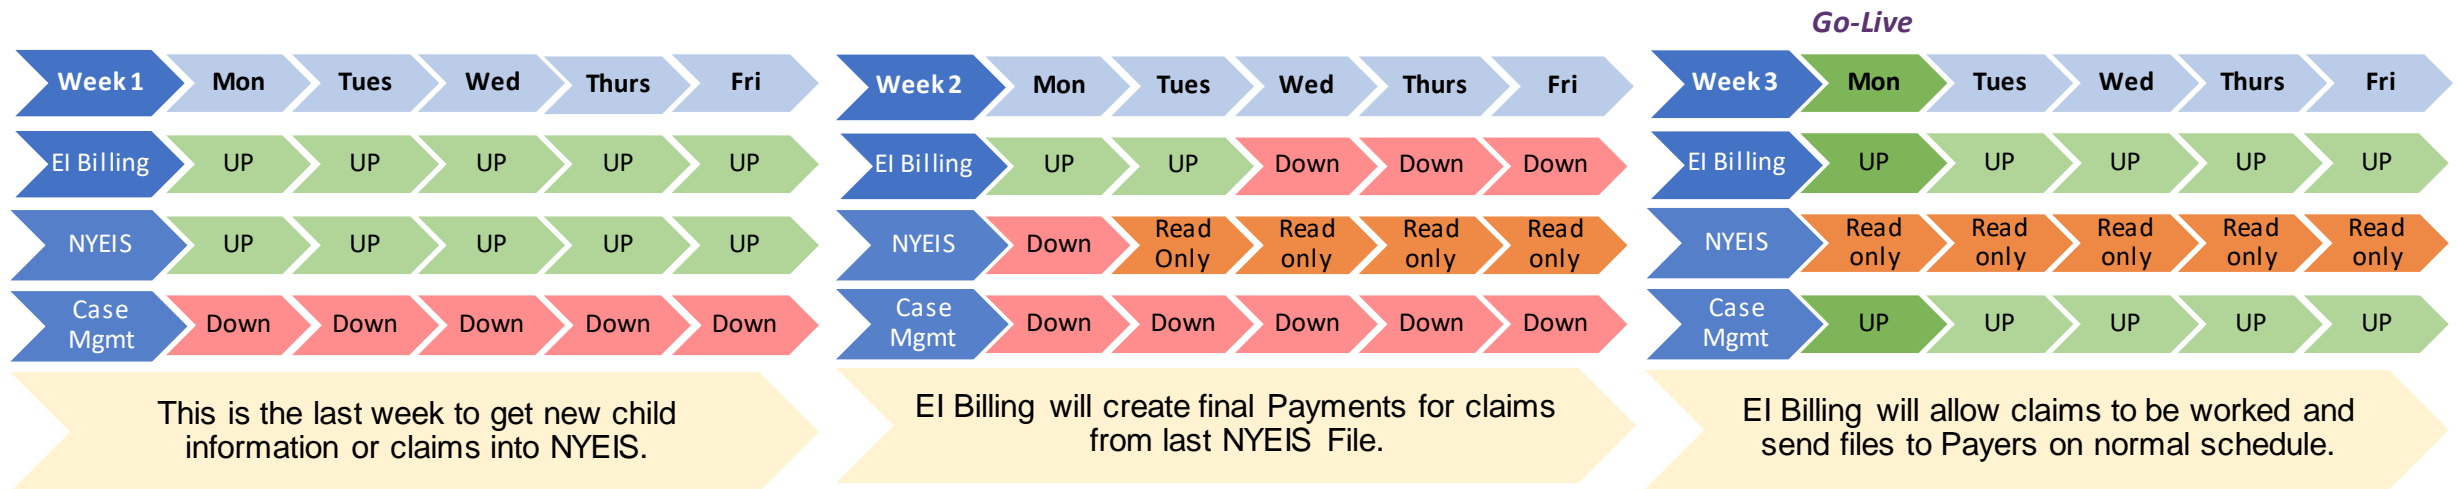 Go-Live
Week 1 Mon Tues Wed Thurs Fri
EI Billing UP UP UP UP UP
NYEIS UP UP UP UP UP
Case
Mgmt Down Down Down Down Down
This is the last week to get new child
information or claims into NYEIS.
Week 2 Mon Tues Wed Thurs Fri
EI Billing UP UP Down Down Down
NYEIS Down Read Only Read only Read only Read only
Case
Mgmt Down Down Down Down Down
EI Billing will create final Payments for claims
from last NYEIS File.
Week 3 Mon Tues Wed Thurs Fri
EI Billing UP UP UP UP UP
NYEIS Read only Read only Read only Read only Read only
Case
Mgmt UP UP UP UP UP
EI Billing will allow claims to be worked and
send files to Payers on normal schedule.